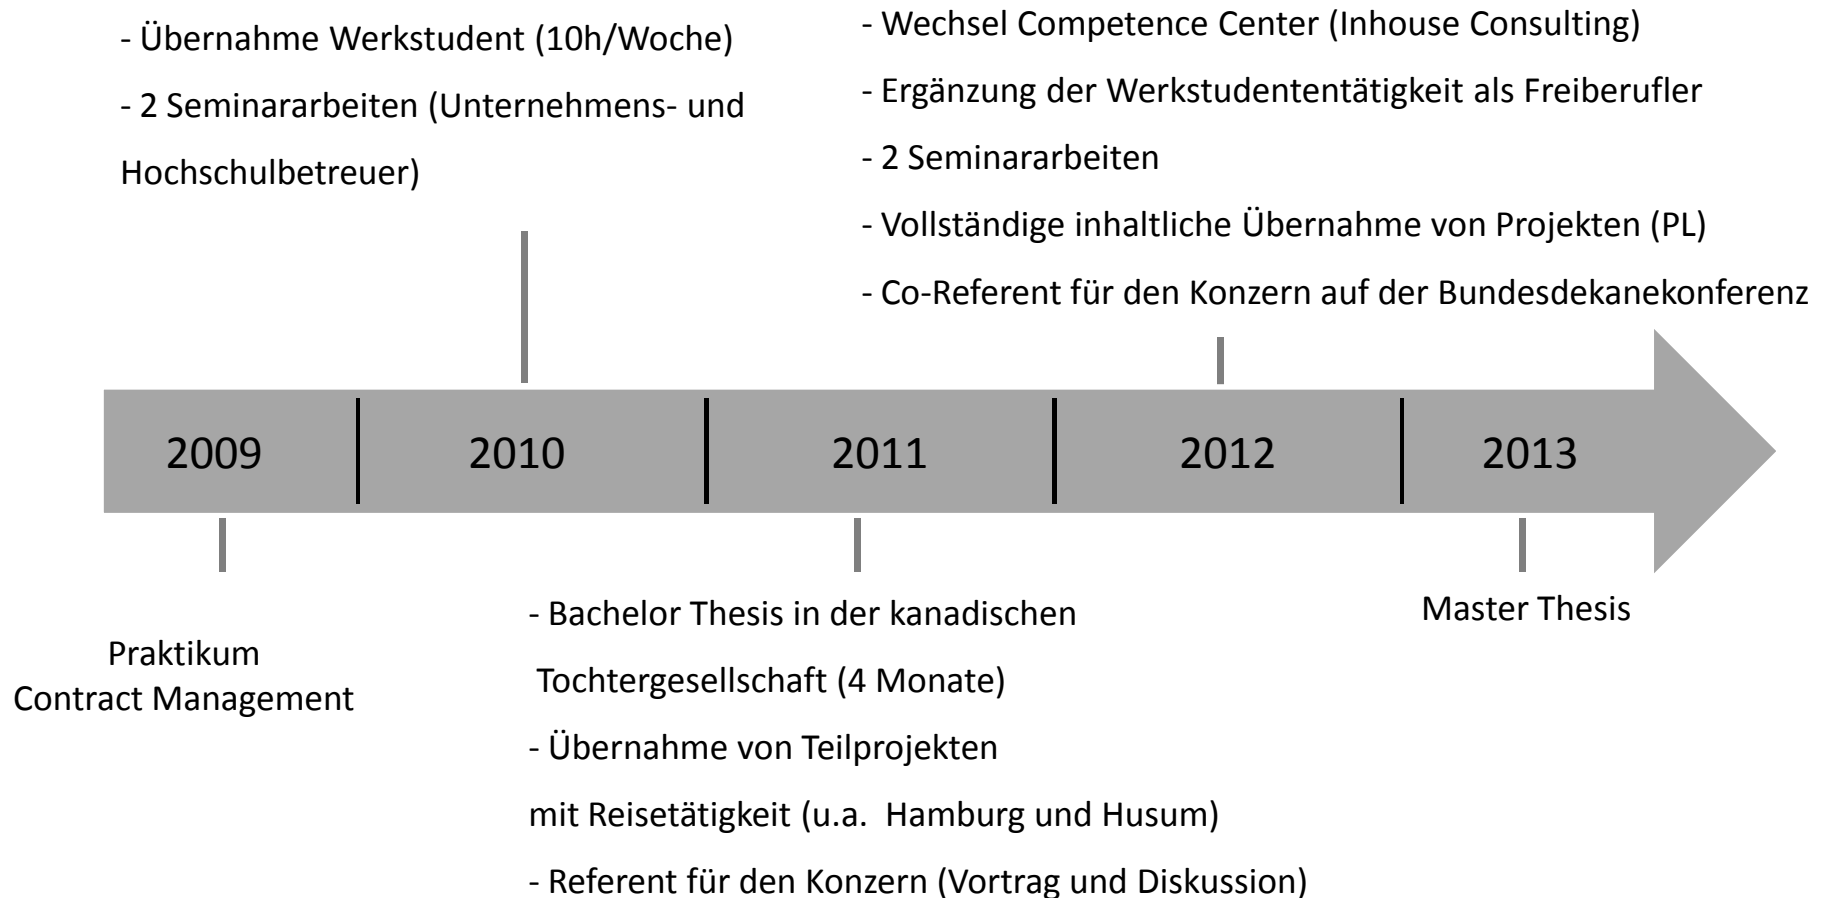 - Übernahme Werkstudent (10h/Woche)
- 2 Seminararbeiten (Unternehmens- und
Hochschulbetreuer)
- Wechsel Competence Center (Inhouse Consulting)
- Ergänzung der Werkstudententätigkeit als Freiberufler
- 2 Seminararbeiten
- Vollständige inhaltliche Übernahme von Projekten (PL)
- Co-Referent für den Konzern auf der Bundesdekanekonferenz
2009
2010
2011
2012
2013
Praktikum
Contract Management
- Bachelor Thesis in der kanadischen
Tochtergesellschaft (4 Monate)
- Übernahme von Teilprojekten
mit Reisetätigkeit (u.a. Hamburg und Husum)
- Referent für den Konzern (Vortrag und Diskussion)
Master Thesis